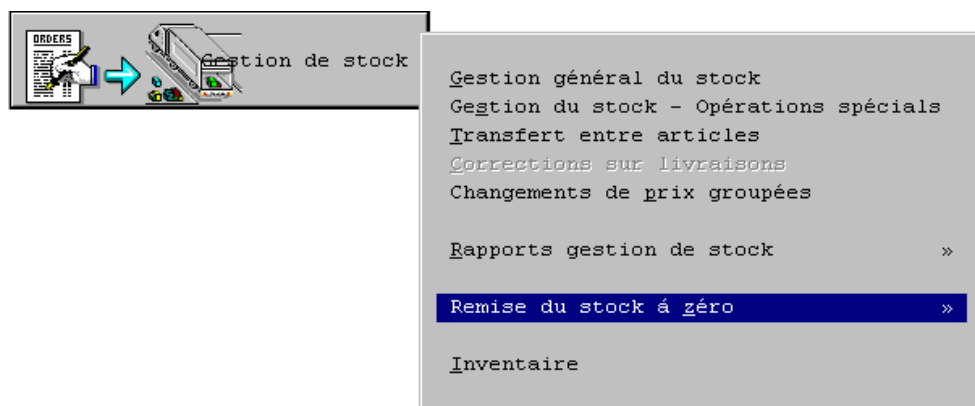 ORDERS
Gestion de stock
Gestion général du stock
Gestion du stock - Opérations spécials
Transfert entre articles
Corrections sur livraisons
Changements de prix groupées
Rapports gestion de stock »
Remise du stock á zéro »
Inventaire